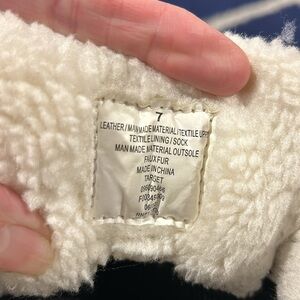 7
LEATHER/MAN MADE MATERIAL/TEXTILE UPPER
TEXTILE LINING/SOCK
MAN MADE MATERIAL OUTSOLE
FAUX FUR
MADE IN CHINA
TARGET